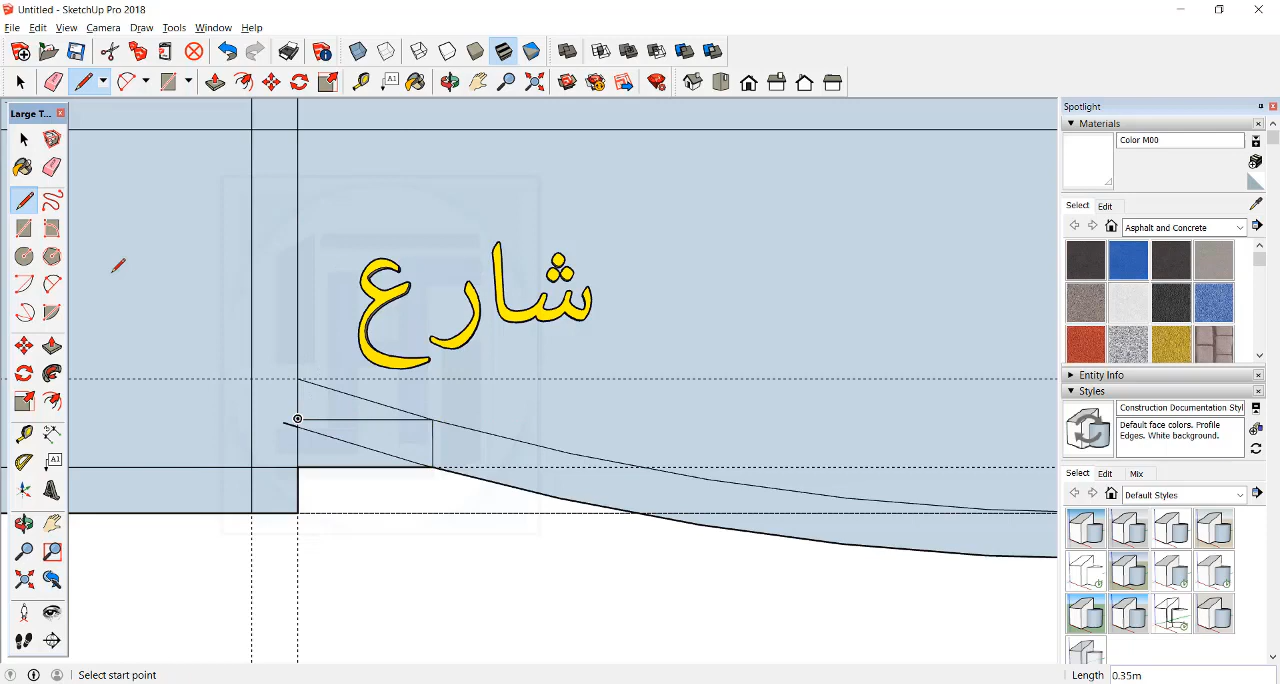 Untitled - SketchUp Pro 2018
File Edit View Camera Draw Tools Window Help
A1
Large T...
A1
شارع
Spotlight
Materials
Color M00
Select Edit
Asphalt and Concrete
Entity Info
Styles
Construction Documentation Styl
Default face colors. Profile
Edges. White background.
Select Edit Mix
Default Styles
Select start point
Length 0.35m